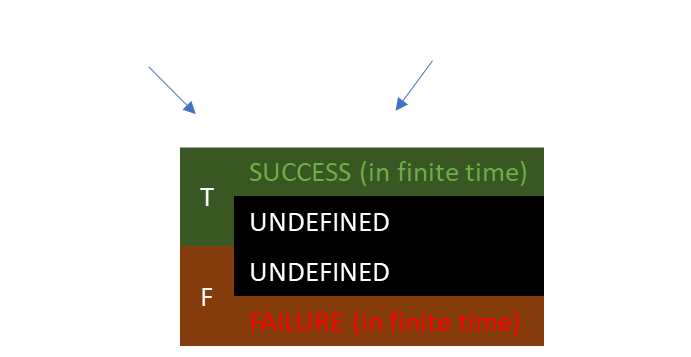 SUCCESS (in finite time)
T
UNDEFINED
UNDEFINED
F
FAILURE (in finite time)